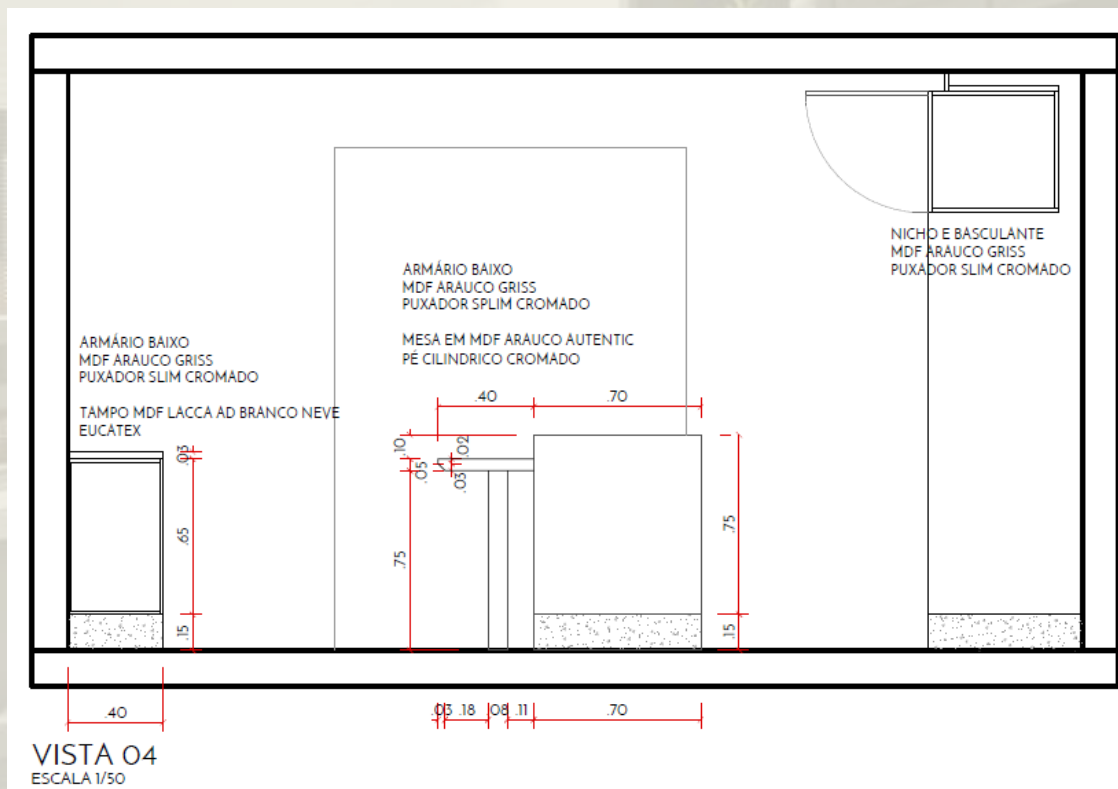 NICHO E BASCULANTE
MDF ARAUCO GRISS
PUXADOR SLIM CROMADO
ARMÁRIO BAIXO
MDF ARAUCO GRISS
PUXADOR SPLIM CROMADO
MESA EM MDF ARAUCO AUTENTIC
PÉ CILINDRICO CROMADO
ARMÁRIO BAIXO
MDF ARAUCO GRISS
PUXADOR SLIM CROMADO
TAMPO MDF LACCA AD BRANCO NEVE
EUCATEX
.40
.70
.10
.02
.05
.03
.75
.03
.65
.15
.75
.15
.40
.03
.18
.08
.11
.70
VISTA 04
ESCALA 1/50